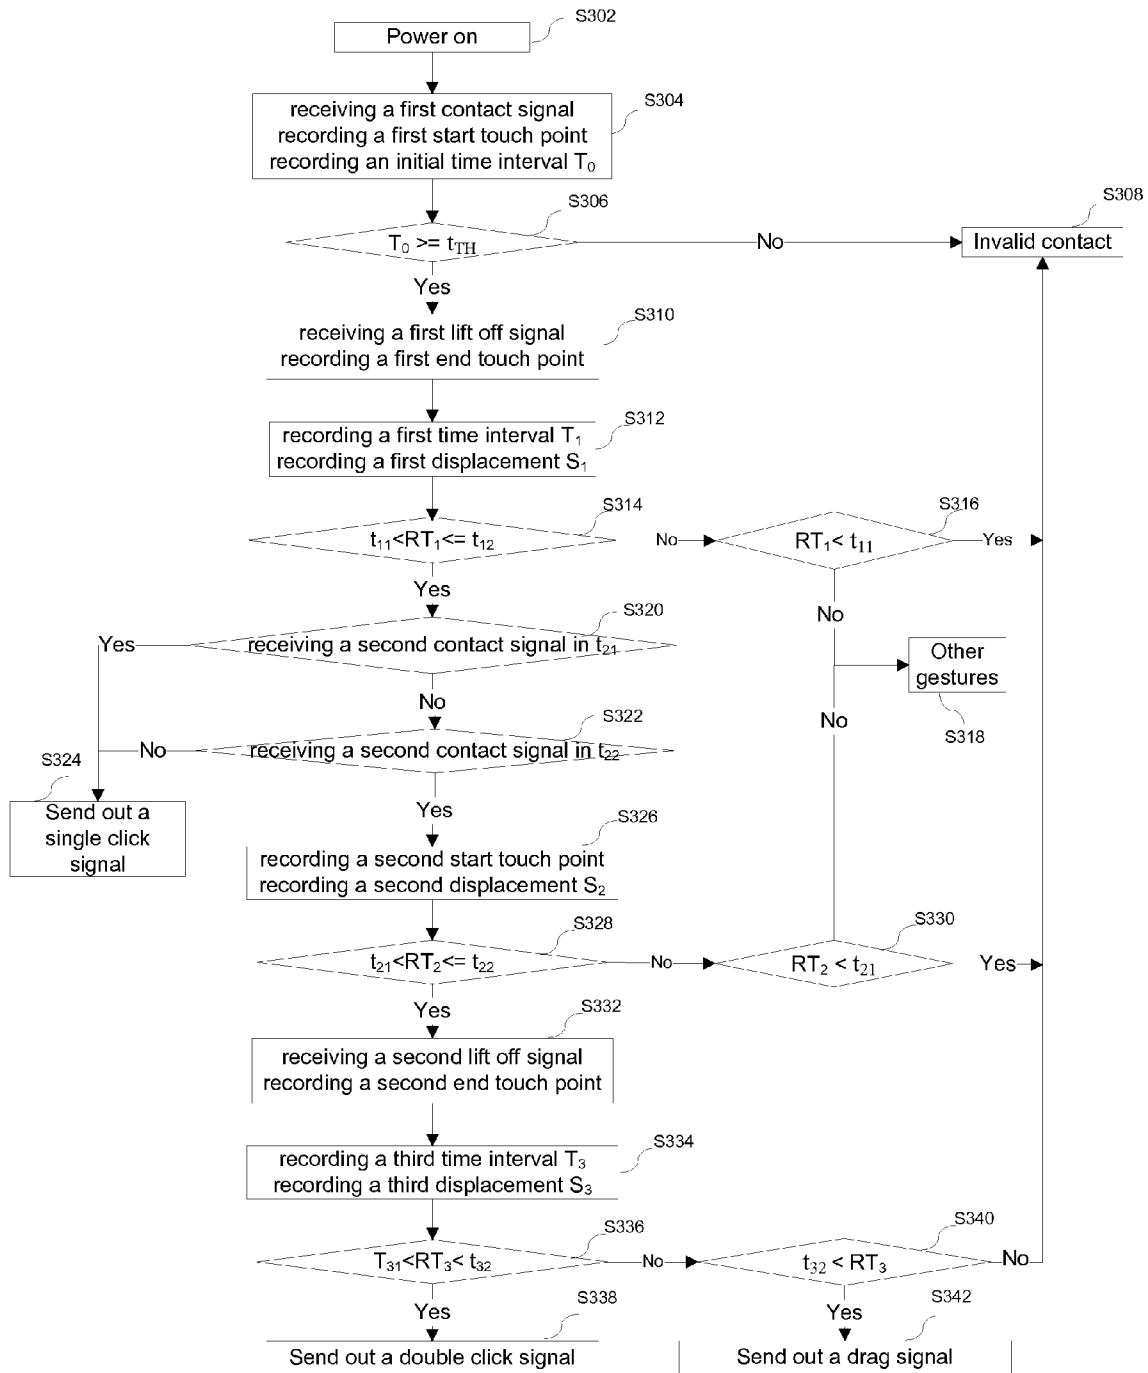 S302
Power on
S304
receiving a first contact signal
recording a first start touch point
recording an initial time interval T₀
S306
T₀ >= tTH
No
S308
Invalid contact
Yes
S310
receiving a first lift off signal
recording a first end touch point
S312
recording a first time interval T₁
recording a first displacement S₁
S314
t₁₁<RT₁<= t₁₂
No
S316
RT₁< t₁₁
Yes
Yes
No
S320
Yes
receiving a second contact signal in t₂₁
Other
gestures
S318
No
No
S322
No
receiving a second contact signal in t₂₂
S324
Send out a
single click
signal
Yes
S326
recording a second start touch point
recording a second displacement S₂
S328
t₂₁<RT₂<= t₂₂
No
S330
RT₂ < t₂₁
Yes
Yes
S332
receiving a second lift off signal
recording a second end touch point
S334
recording a third time interval T₃
recording a third displacement S₃
S336
T₃₁<RT₃< t₃₂
No
S340
t₃₂ < RT₃
No
Yes
S338
Send out a double click signal
Yes
S342
Send out a drag signal